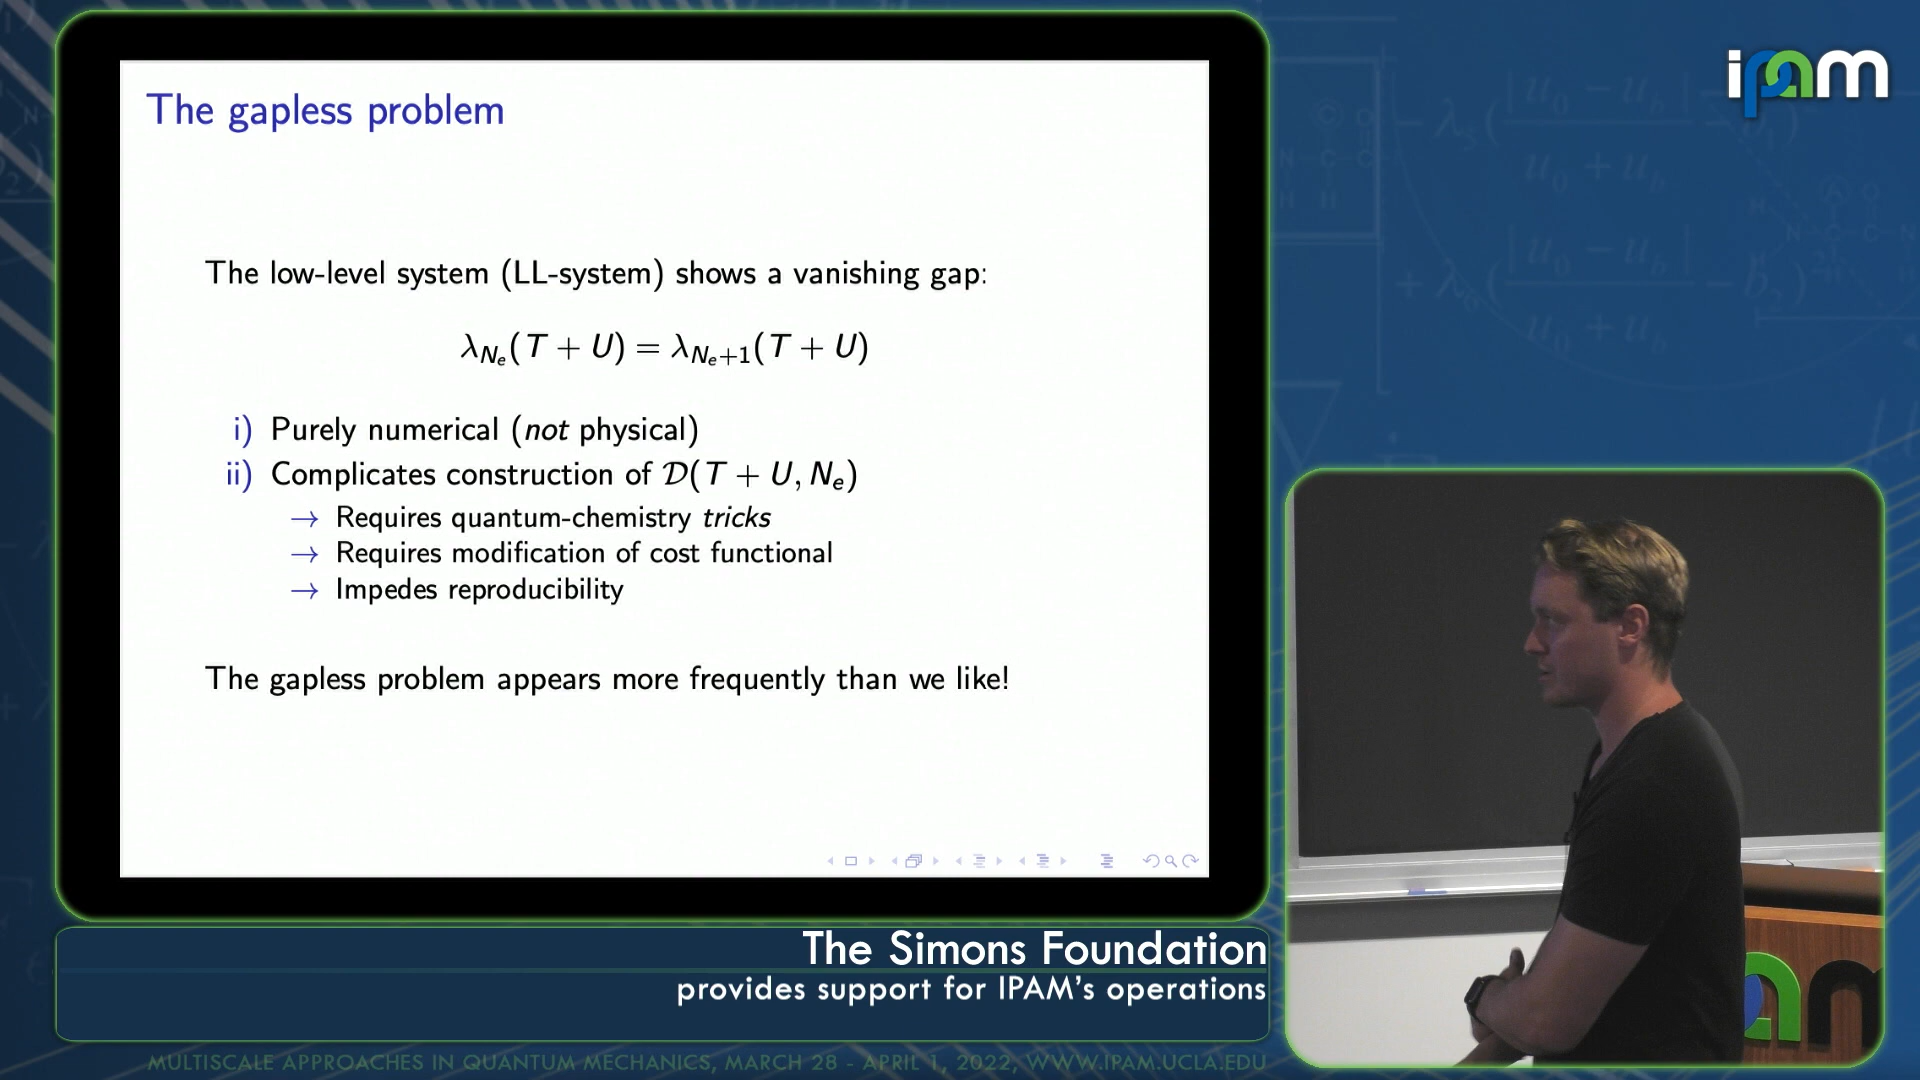 The gapless problem
The low-level system (LL-system) shows a vanishing gap:
λ_{N_e}(T + U) = λ_{N_e+1}(T + U)
i) Purely numerical (not physical)
ii) Complicates construction of 𝒟(T + U, N_e)
→ Requires quantum-chemistry tricks
→ Requires modification of cost functional
→ Impedes reproducibility
The gapless problem appears more frequently than we like!
ipam
The Simons Foundation
provides support for IPAM's operations
MULTISCALE APPROACHES IN QUANTUM MECHANICS, MARCH 28 - APRIL 1, 2022, WWW.IPAM.UCLA.EDU